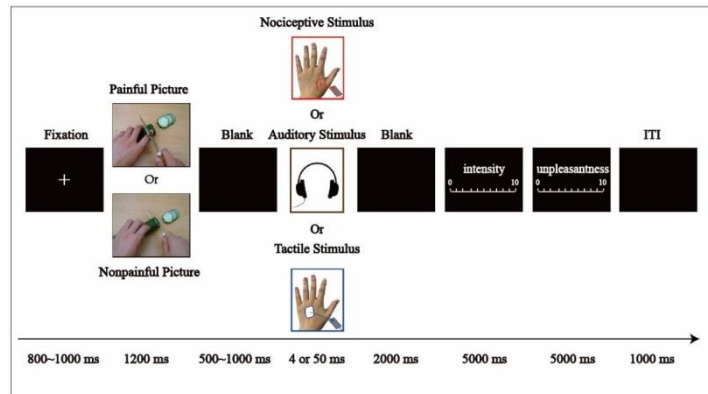 Nociceptive Stimulus
Painful Picture
Or
Fixation
Blank
Auditory Stimulus
Blank
ITI
Or
intensity
0 10
unpleasantness
0 10
Or
Nonpainful Picture
Tactile Stimulus
800~1000 ms 1200 ms 500~1000 ms 4 or 50 ms 2000 ms 5000 ms 5000 ms 1000 ms